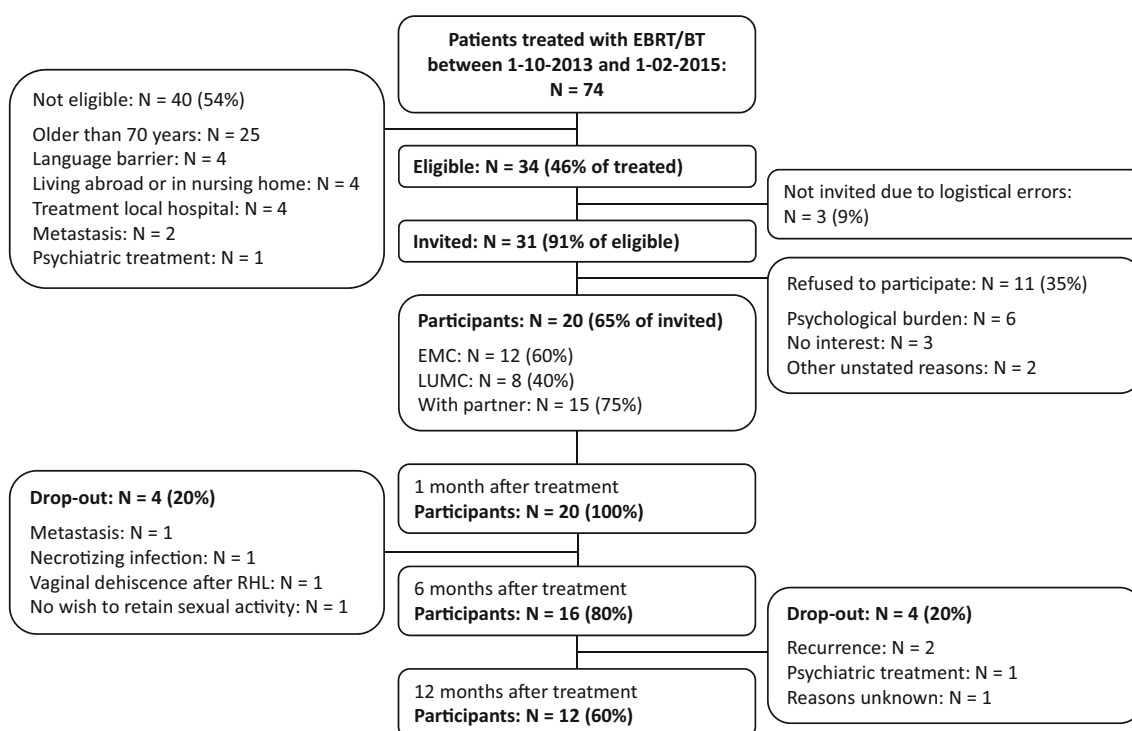 Patients treated with EBRT/BT
between 1-10-2013 and 1-02-2015:
N = 74
Not eligible: N = 40 (54%)
Older than 70 years: N = 25
Language barrier: N = 4
Living abroad or in nursing home: N = 4
Treatment local hospital: N = 4
Metastasis: N = 2
Psychiatric treatment: N = 1
Eligible: N = 34 (46% of treated)
Not invited due to logistical errors:
N = 3 (9%)
Invited: N = 31 (91% of eligible)
Refused to participate: N = 11 (35%)
Psychological burden: N = 6
No interest: N = 3
Other unstated reasons: N = 2
Participants: N = 20 (65% of invited)
EMC: N = 12 (60%)
LUMC: N = 8 (40%)
With partner: N = 15 (75%)
1 month after treatment
Participants: N = 20 (100%)
Drop-out: N = 4 (20%)
Metastasis: N = 1
Necrotizing infection: N = 1
Vaginal dehiscence after RHL: N = 1
No wish to retain sexual activity: N = 1
6 months after treatment
Participants: N = 16 (80%)
Drop-out: N = 4 (20%)
Recurrence: N = 2
Psychiatric treatment: N = 1
Reasons unknown: N = 1
12 months after treatment
Participants: N = 12 (60%)